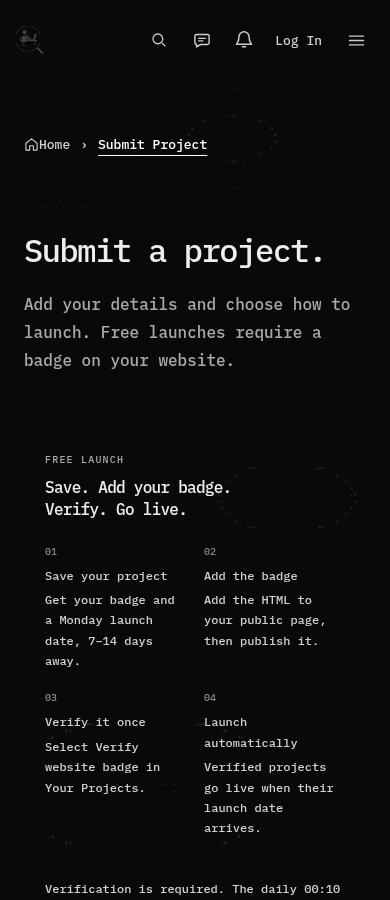 Log In
Home › Submit Project
Submit a project.
Add your details and choose how to
launch. Free launches require a
badge on your website.
FREE LAUNCH
Save. Add your badge.
Verify. Go live.
01
Save your project
Get your badge and
a Monday launch
date, 7–14 days
away.
02
Add the badge
Add the HTML to
your public page,
then publish it.
03
Verify it once
Select Verify
website badge in
Your Projects.
04
Launch
automatically
Verified projects
go live when their
launch date
arrives.
Verification is required. The daily 00:10